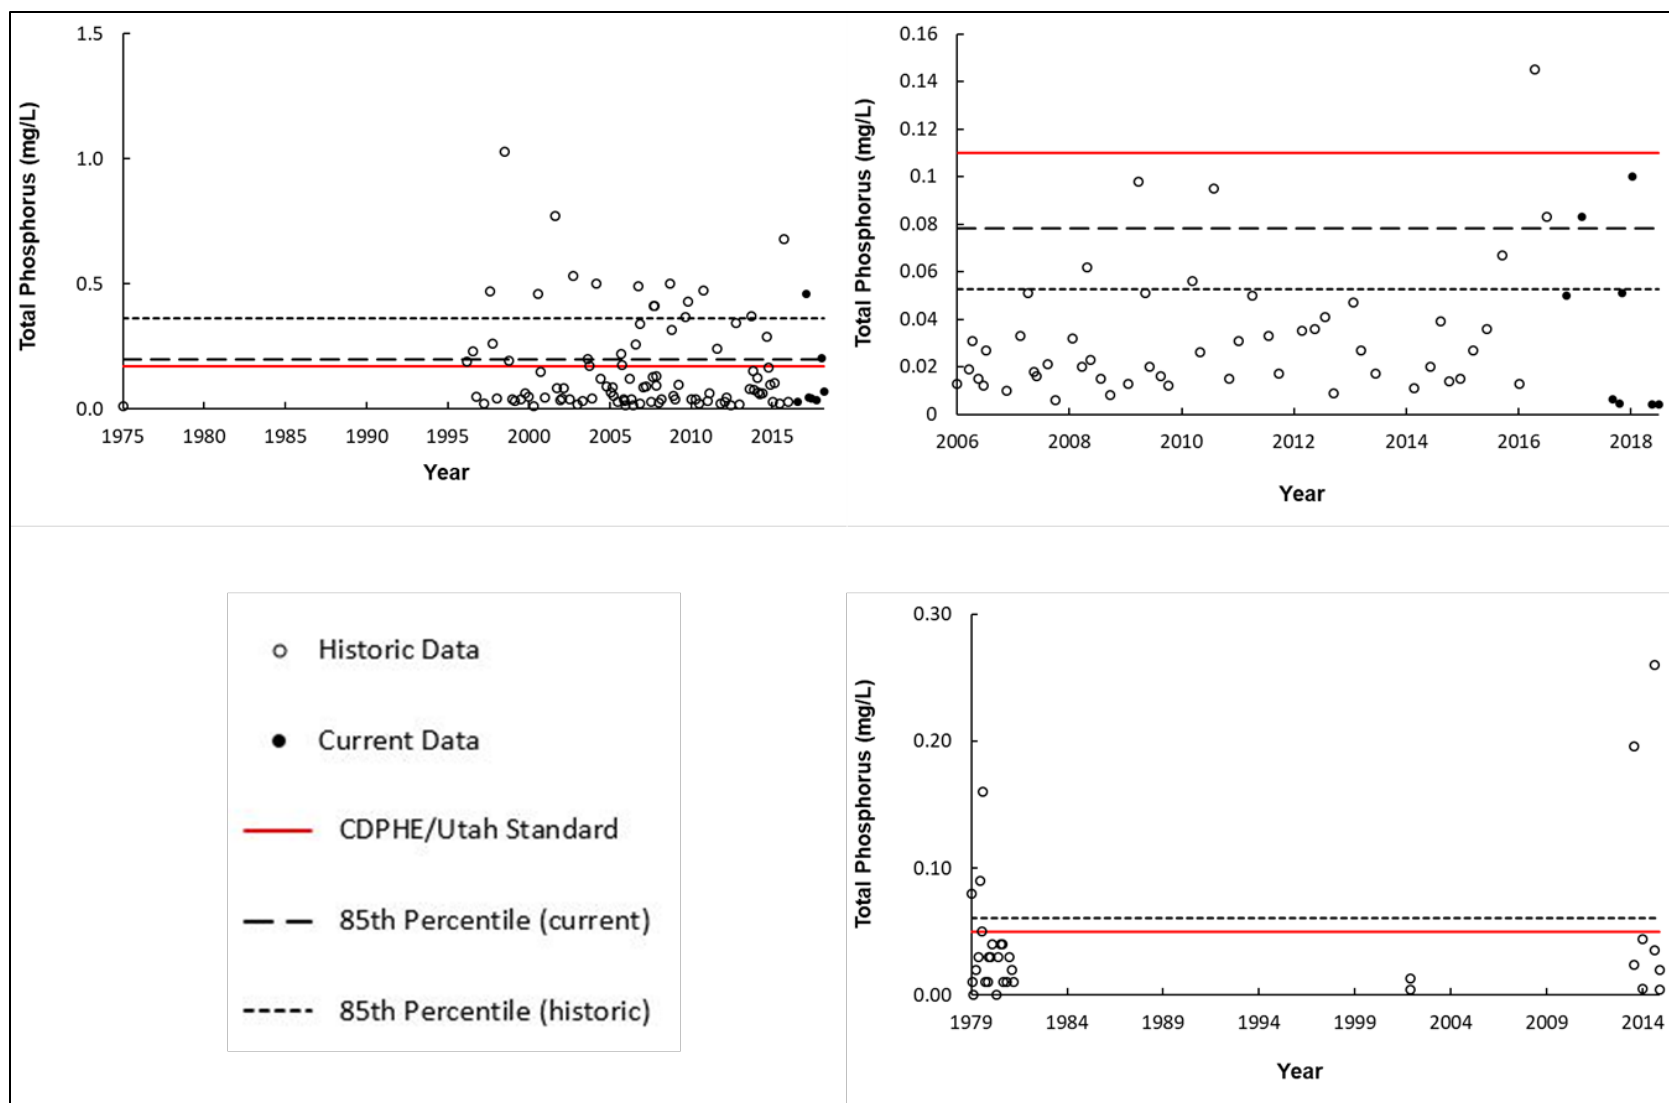 Total Phosphorus (mg/L)
1.5
1.0
0.5
0.0
1975 1980 1985 1990 1995 2000 2005 2010 2015
Year
Total Phosphorus (mg/L)
0.16
0.14
0.12
0.1
0.08
0.06
0.04
0.02
0
2006 2008 2010 2012 2014 2016 2018
Year
Historic Data
Current Data
CDPHE/Utah Standard
85th Percentile (current)
85th Percentile (historic)
Total Phosphorus (mg/L)
0.30
0.20
0.10
0.00
1979 1984 1989 1994 1999 2004 2009 2014
Year